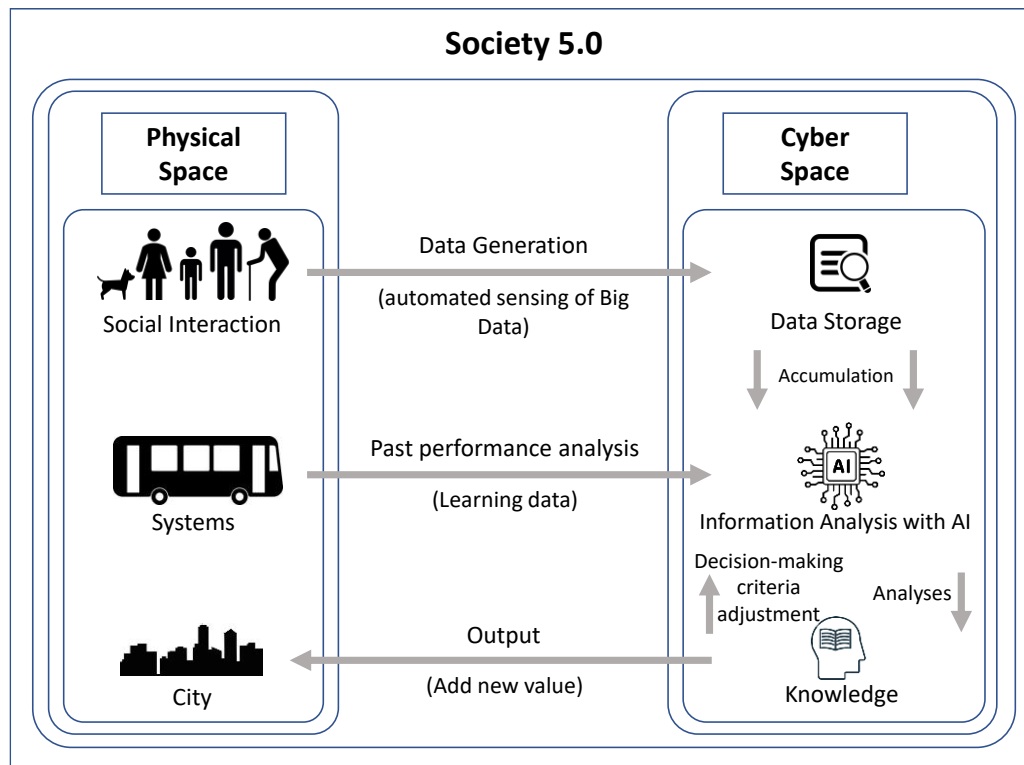 Society 5.0
Physical
Space
Cyber
Space
Social Interaction
Data Generation
(automated sensing of Big
Data)
Data Storage
Accumulation
Systems
Past performance analysis
(Learning data)
AI
Information Analysis with AI
Decision-making
criteria
adjustment
Analyses
City
Output
(Add new value)
Knowledge